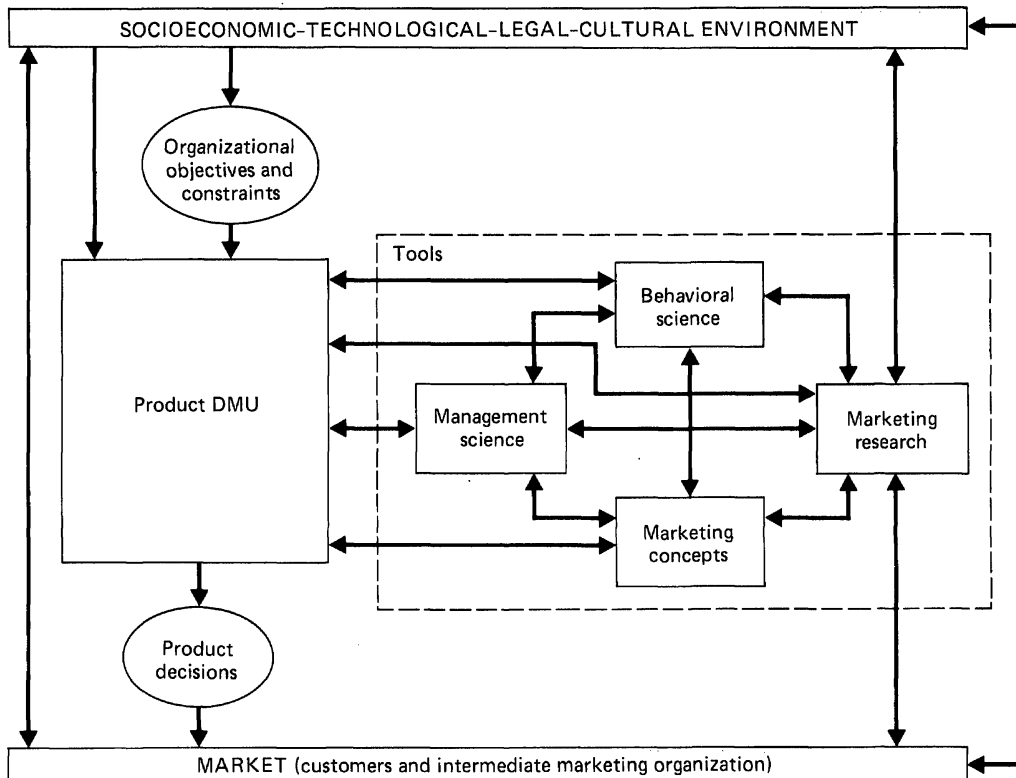 SOCIOECONOMIC-TECHNOLOGICAL-LEGAL-CULTURAL ENVIRONMENT
Organizational
objectives and
constraints
Tools
Behavioral
science
Product DMU
Management
science
Marketing
research
Marketing
concepts
Product
decisions
MARKET (customers and intermediate marketing organization)